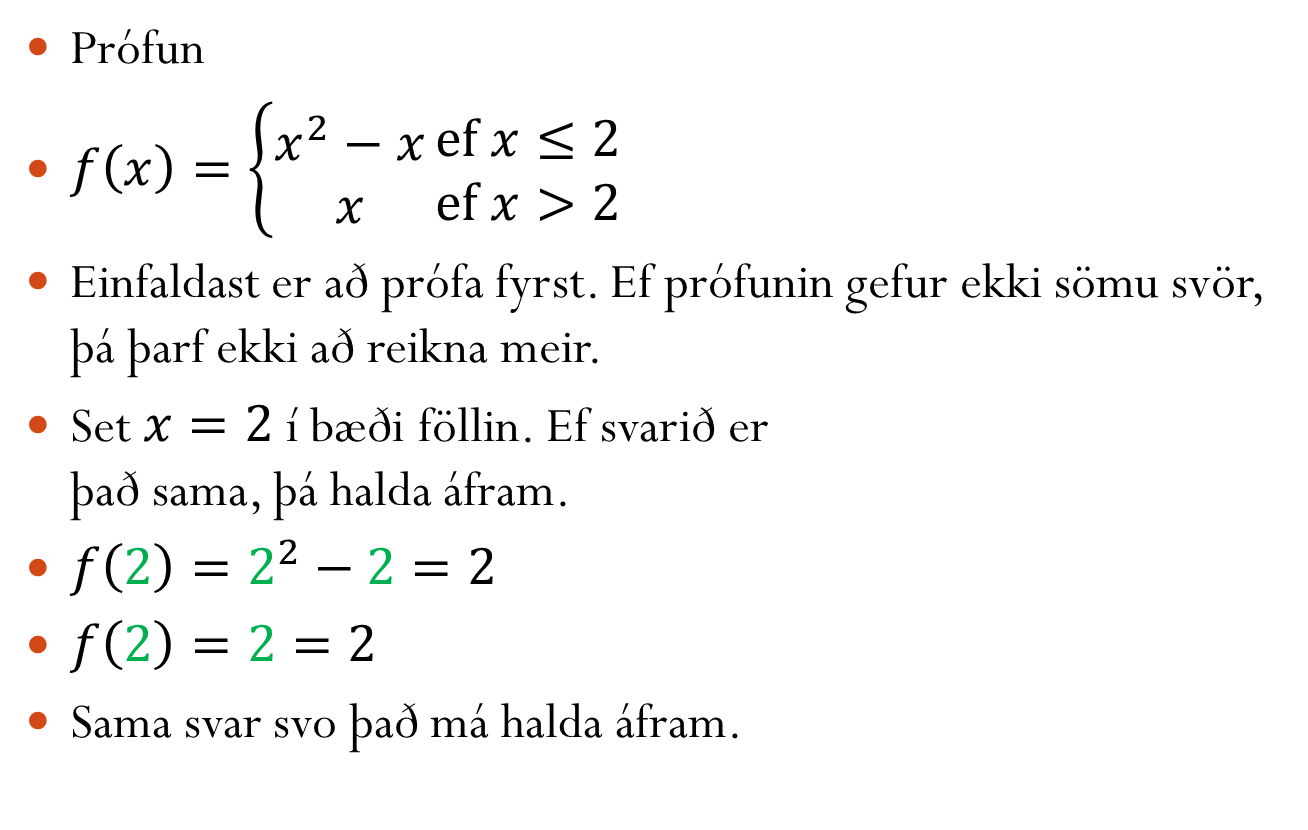 • Prófun
• f(x) = { x² − x ef x ≤ 2
x ef x > 2
• Einfaldast er að prófa fyrst. Ef prófunin gefur ekki sömu svör,
þá þarf ekki að reikna meir.
• Set x = 2 í bæði föllin. Ef svarið er
það sama, þá halda áfram.
• f(2) = 2² − 2 = 2
• f(2) = 2 = 2
• Sama svar svo það má halda áfram.